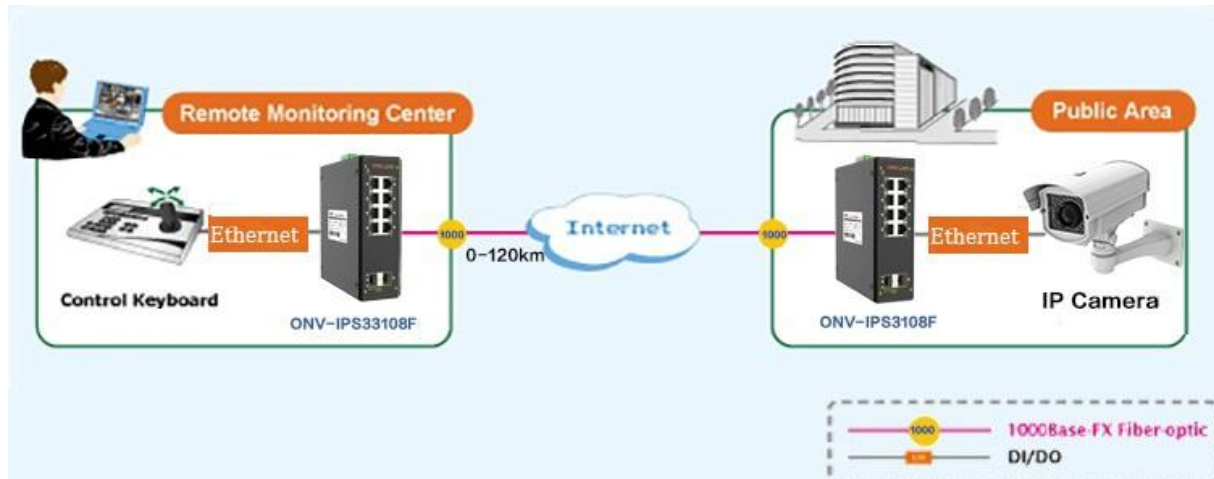 Remote Monitoring Center
Public Area
Ethernet
1000
0-120km
Internet
1000
Ethernet
Control Keyboard
IP Camera
ONV-IPS33108F
ONV-IPS3108F
1000
1000Base-FX Fiber-optic
DI/DO